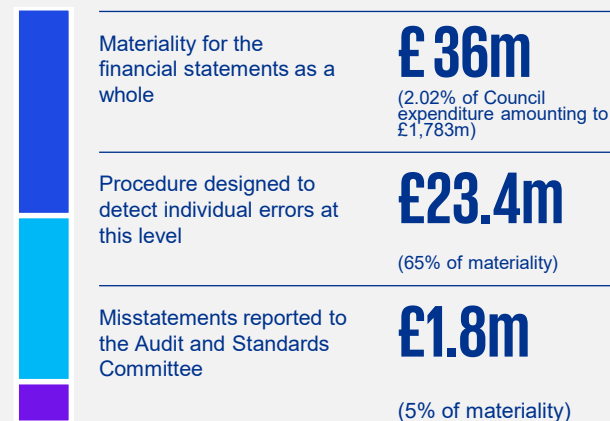 Materiality for the
financial statements as a
whole
£ 36m
(2.02% of Council
expenditure amounting to
£1,783m)
Procedure designed to
detect individual errors at
this level
£23.4m
(65% of materiality)
Misstatements reported to
the Audit and Standards
Committee
£1.8m
(5% of materiality)